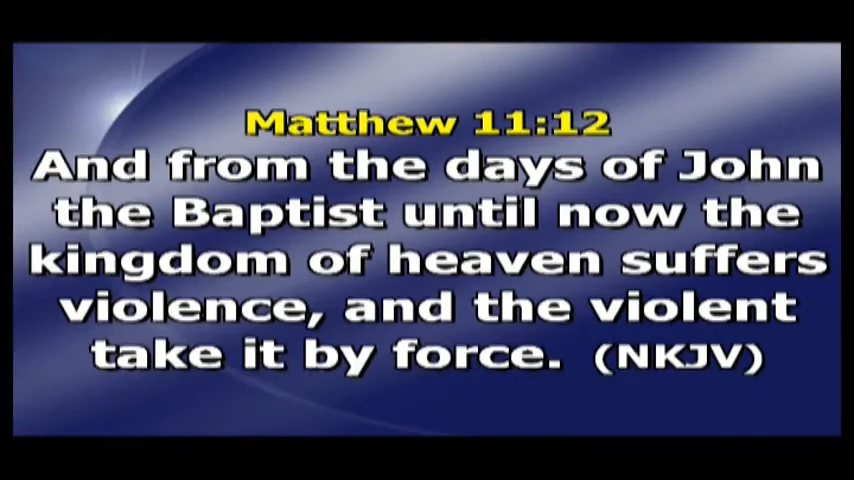 Matthew 11:12
And from the days of John
the Baptist until now the
kingdom of heaven suffers
violence, and the violent
take it by force. (NKJV)